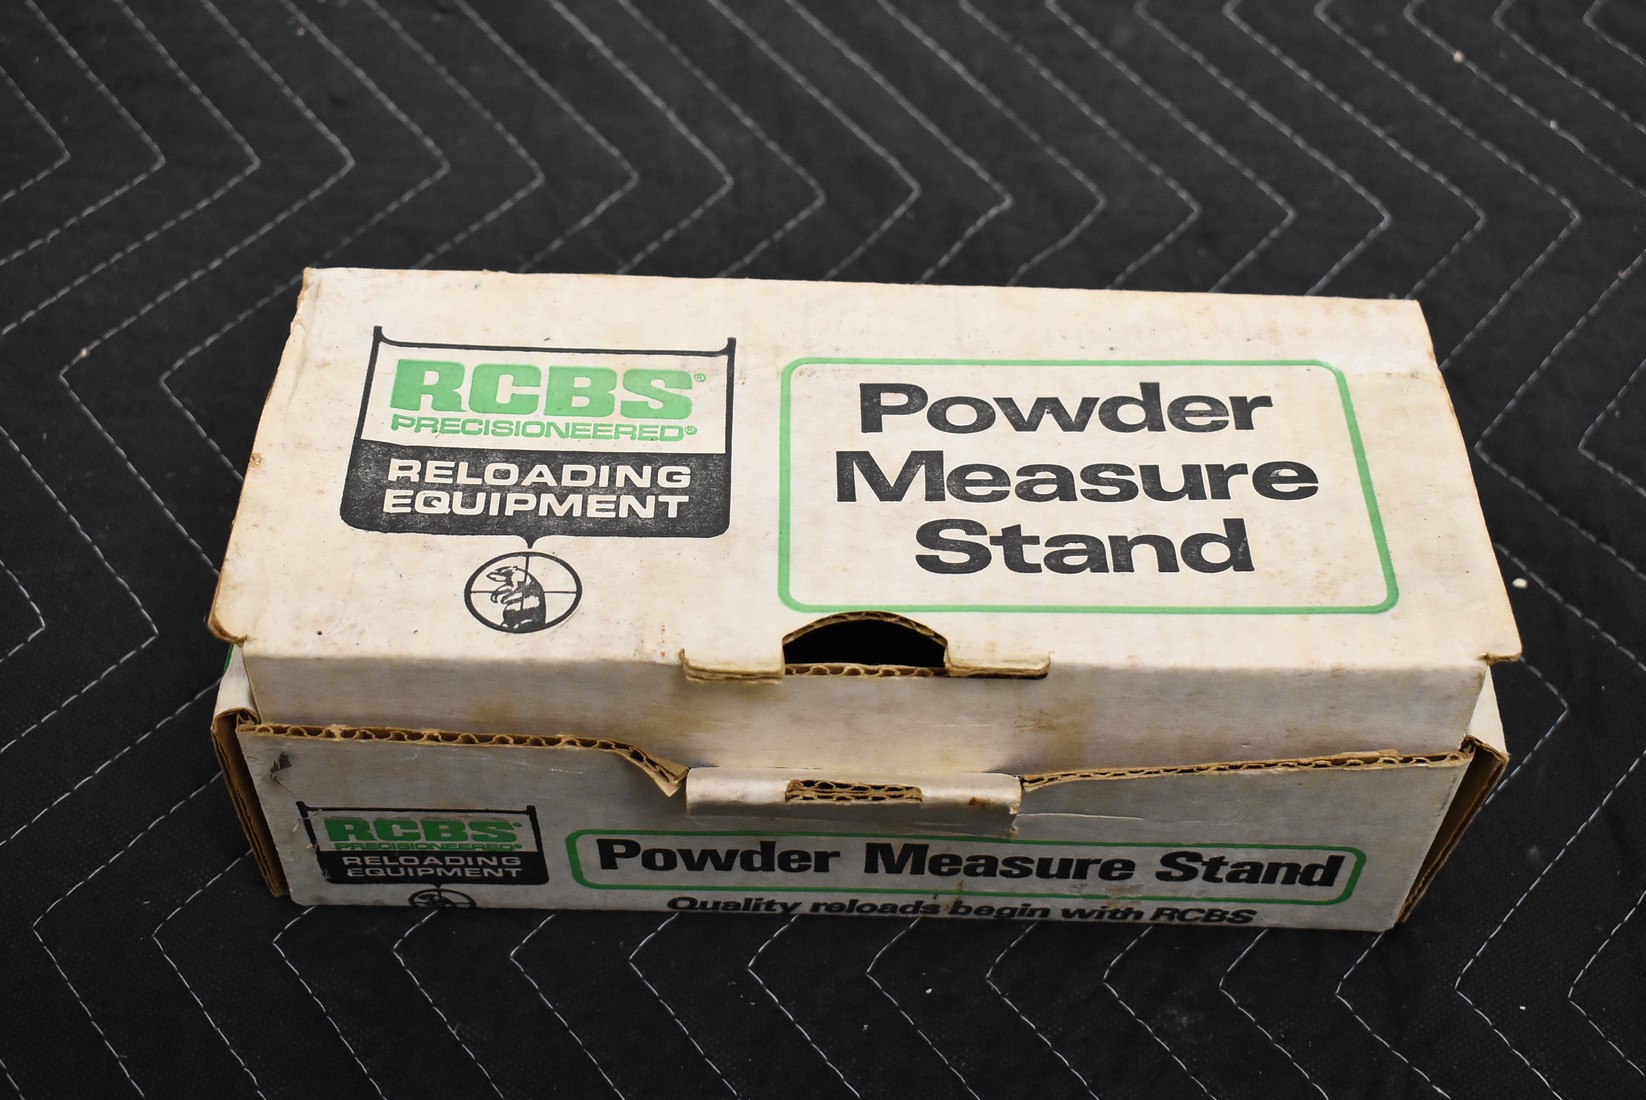 RCBS®
PRECISIONEERED®
RELOADING
EQUIPMENT
Powder
Measure
Stand
RCBS®
PRECISIONEERED®
RELOADING
EQUIPMENT
Powder Measure Stand
Quality reloads begin with RCBS